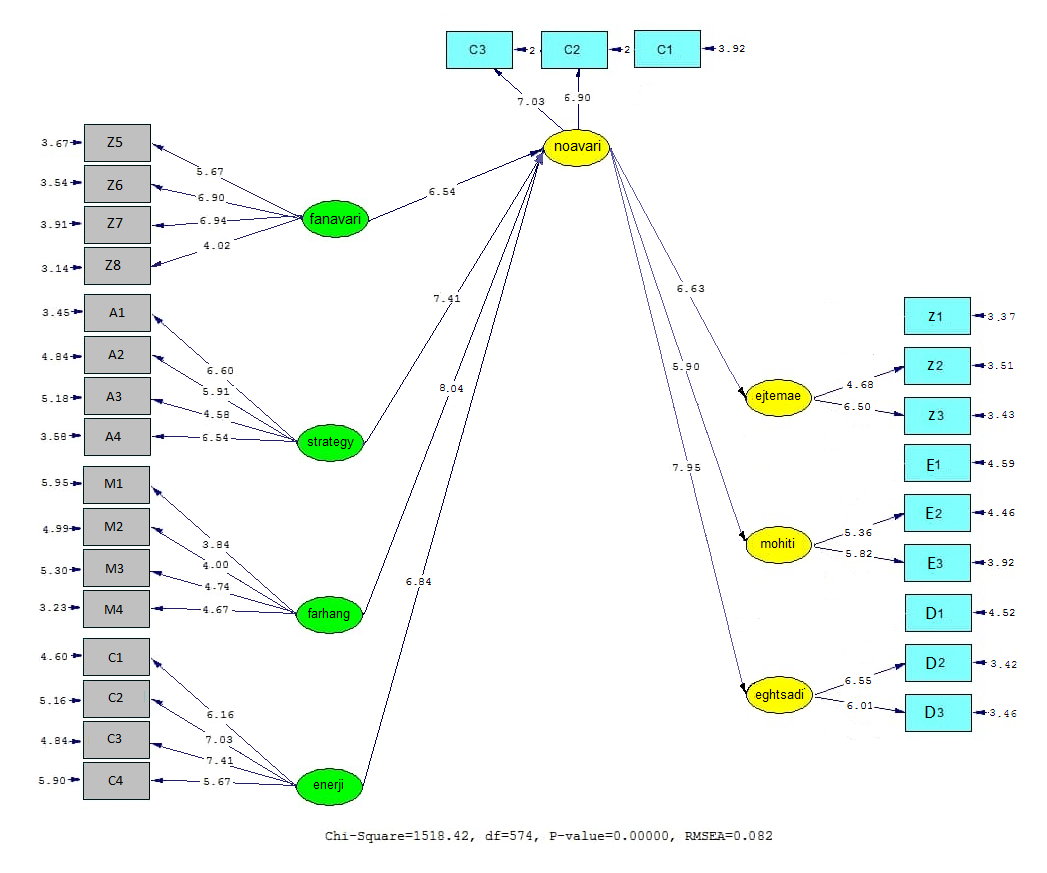 C3 2 C2 2 C1 3.92
7.03 6.90
noavari
3.67 Z5
5.67
3.54 Z6
6.90
3.91 Z7
6.94
4.02
3.14 Z8
fanavari
6.54
3.45 A1
6.60
4.84 A2
5.91
5.18 A3
4.58
3.58 A4
6.54
strategy
7.41
5.95 M1
3.84
4.99 M2
4.00
5.30 M3
4.74
3.23 M4
4.67
farhang
8.04
4.60 C1
6.16
5.16 C2
7.03
4.84 C3
7.41
5.90 C4
5.67
enerji
6.84
6.63
5.90
7.95
ejtemae
4.68
6.50
Z1 3.37
Z2 3.51
Z3 3.43
mohiti
5.36
5.82
E1 4.59
E2 4.46
E3 3.92
eghtsadi
6.55
6.01
D1 4.52
D2 3.42
D3 3.46
Chi-Square=1518.42, df=574, P-value=0.00000, RMSEA=0.082